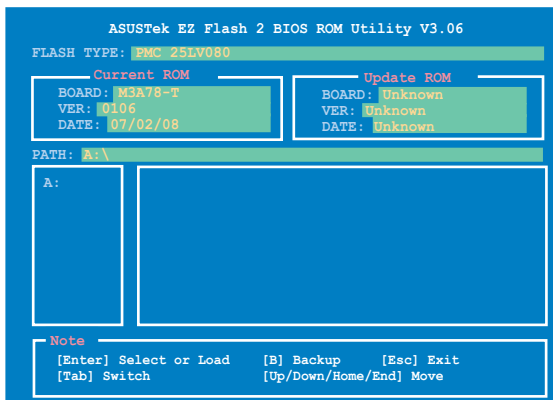 ASUSTek EZ Flash 2 BIOS ROM Utility V3.06
FLASH TYPE: PMC 25LV080
Current ROM
BOARD: M3A78-T
VER: 0106
DATE: 07/02/08
Update ROM
BOARD: Unknown
VER: Unknown
DATE: Unknown
PATH: A:\
A:
Note
[Enter] Select or Load [B] Backup [Esc] Exit
[Tab] Switch [Up/Down/Home/End] Move